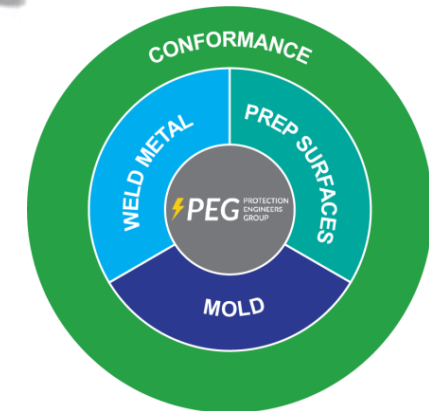 CONFORMANCE
WELD METAL
PREP SURFACES
PEG PROTECTION
ENGINEERS
GROUP
MOLD